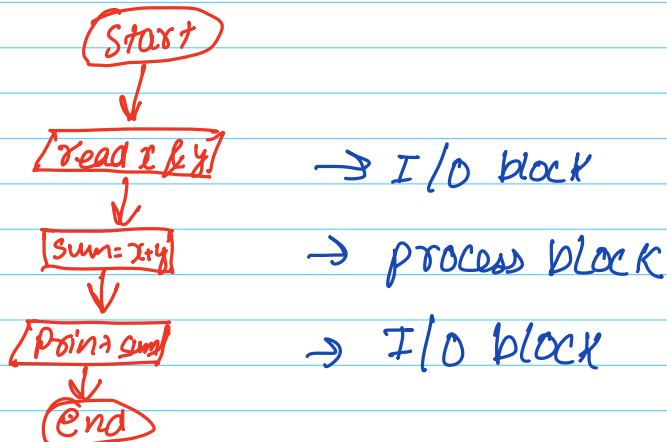 Start
read x & y → I/O block
sum=x+y → process block
Print sum → I/O block
end